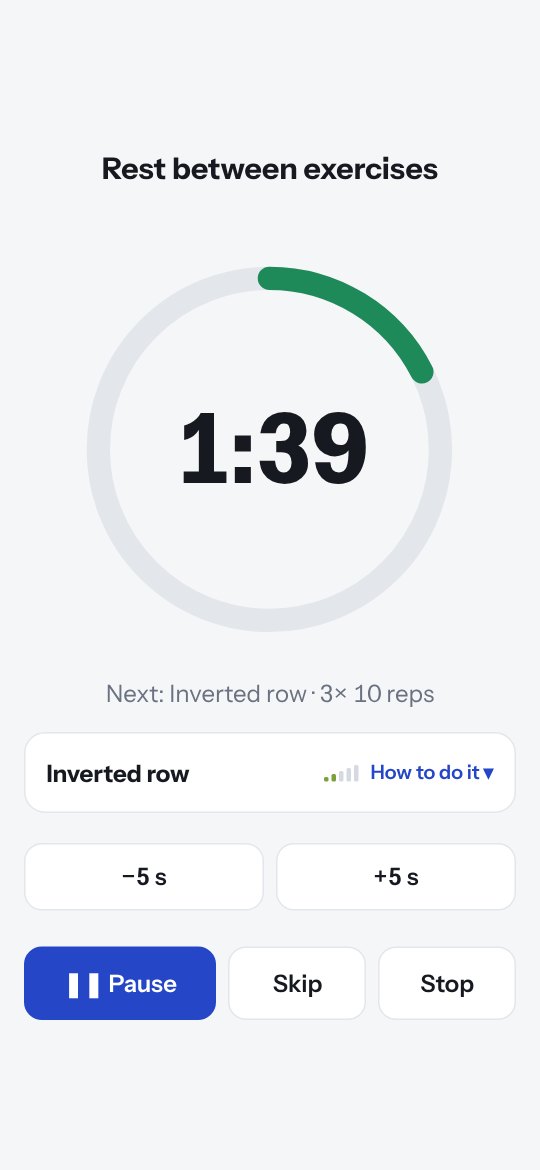 Rest between exercises
1:39
Next: Inverted row · 3× 10 reps
Inverted row
How to do it ▾
−5 s
+5 s
❚❚ Pause
Skip
Stop